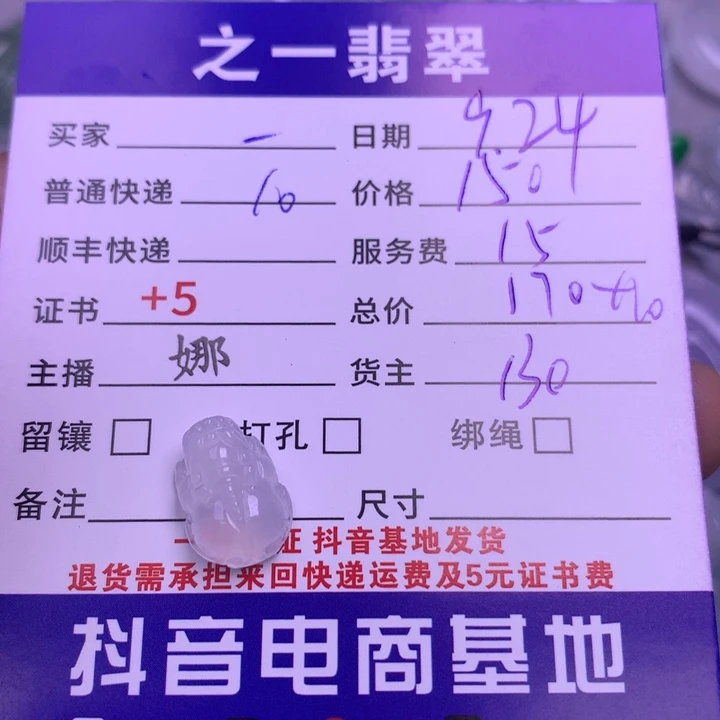 之一翡翠
买家 一 日期 9.24
普通快递 10 价格 150
顺丰快递 服务费 15
证书 +5 总价 170+10
主播 娜 货主 130
留镶 打孔 绑绳
备注 尺寸
一 证 抖音基地发货
退货需承担来回快递运费及5元证书费
抖音电商基地